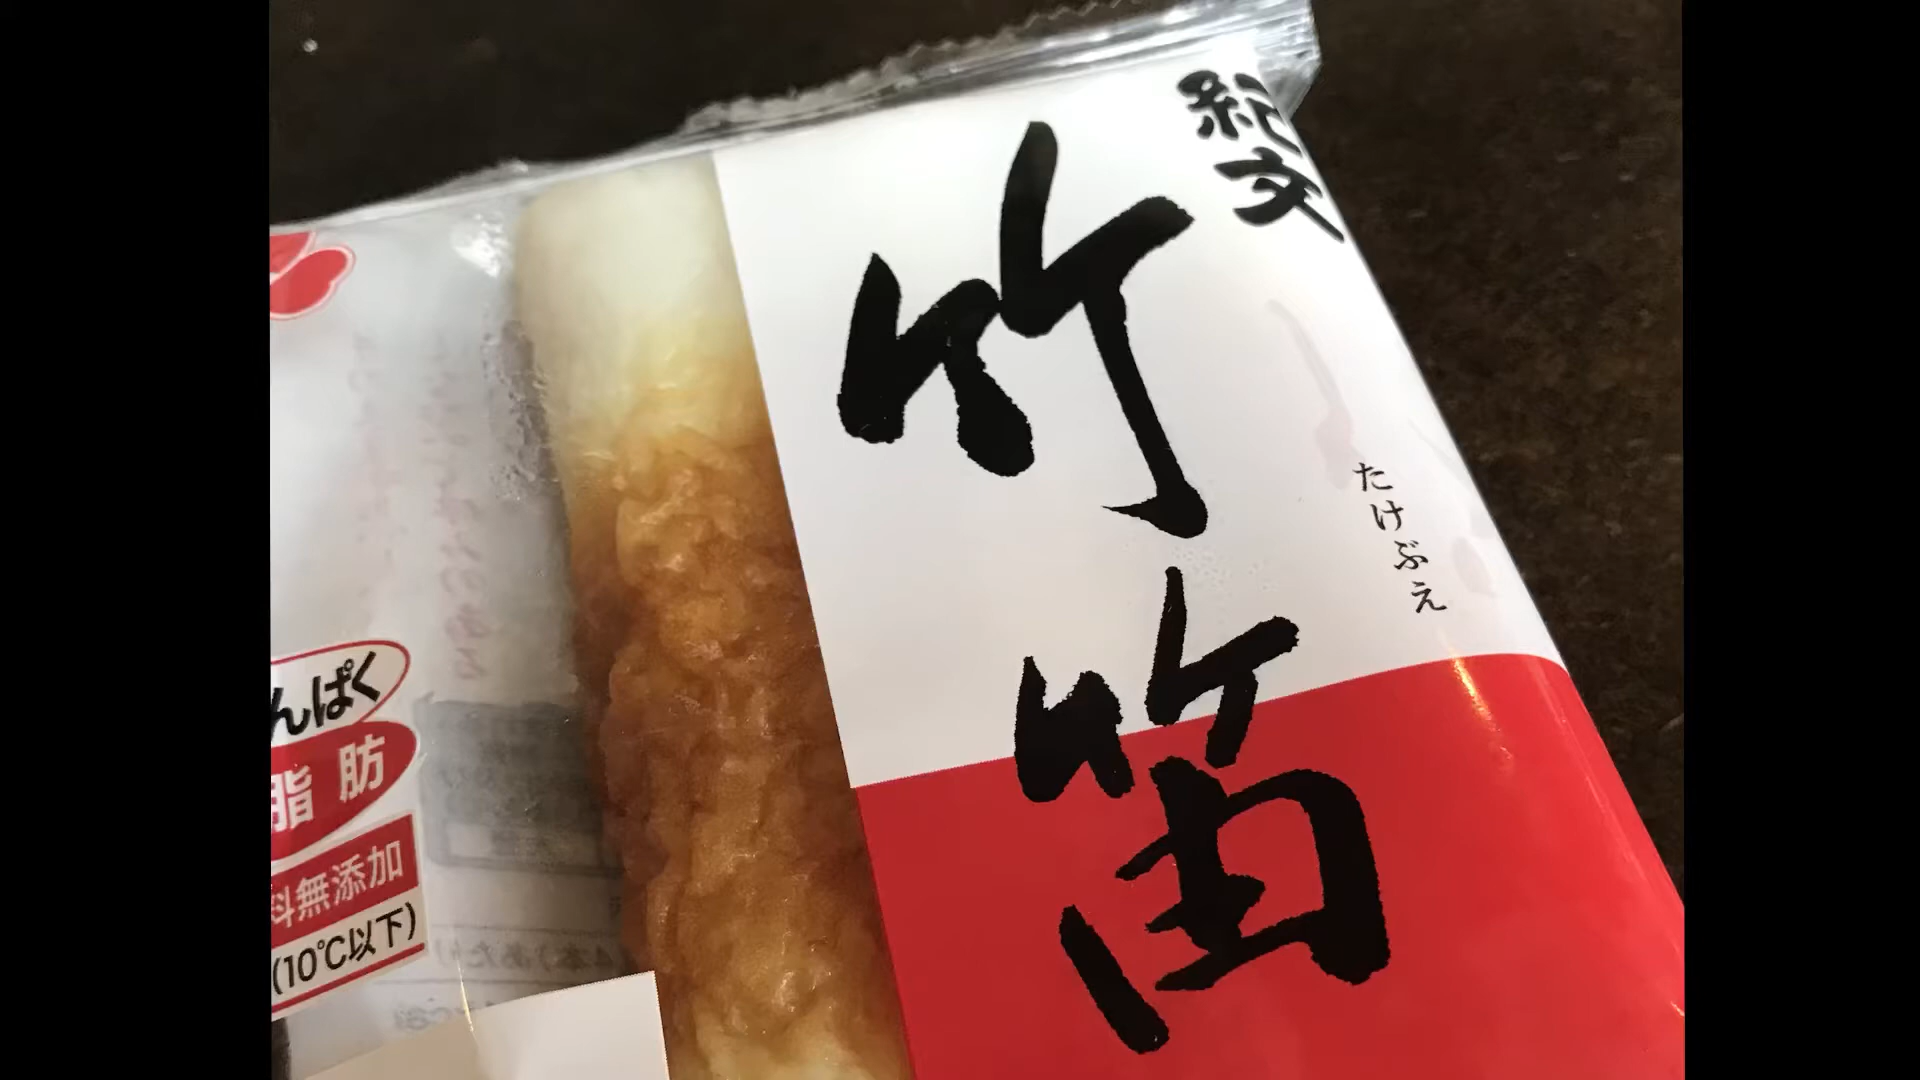 紀文
竹笛
たけぶえ
んぱく
脂肪
料無添加
(10℃以下)